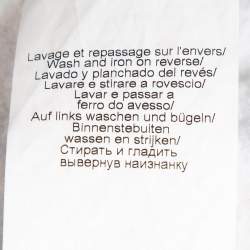 Lavage et repassage sur l'envers/
Wash and iron on reverse/
Lavado y planchado del revés/
Lavare e stirare a rovescio/
Lavar e passar a
ferro do avesso/
Auf links waschen und bügeln/
Binnenstebuiten
wassen en strijken/
Стирать и гладить
вывернув наизнанку